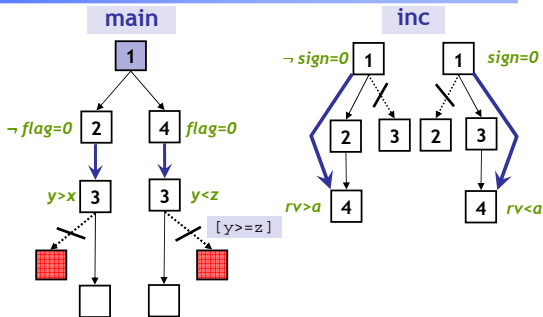 main
inc
1
¬ sign=0
1
1
sign=0
¬ flag=0
2
4
flag=0
2
3
2
3
y>x
3
3
y<z
[y>=z]
rv>a
4
4
rv<a